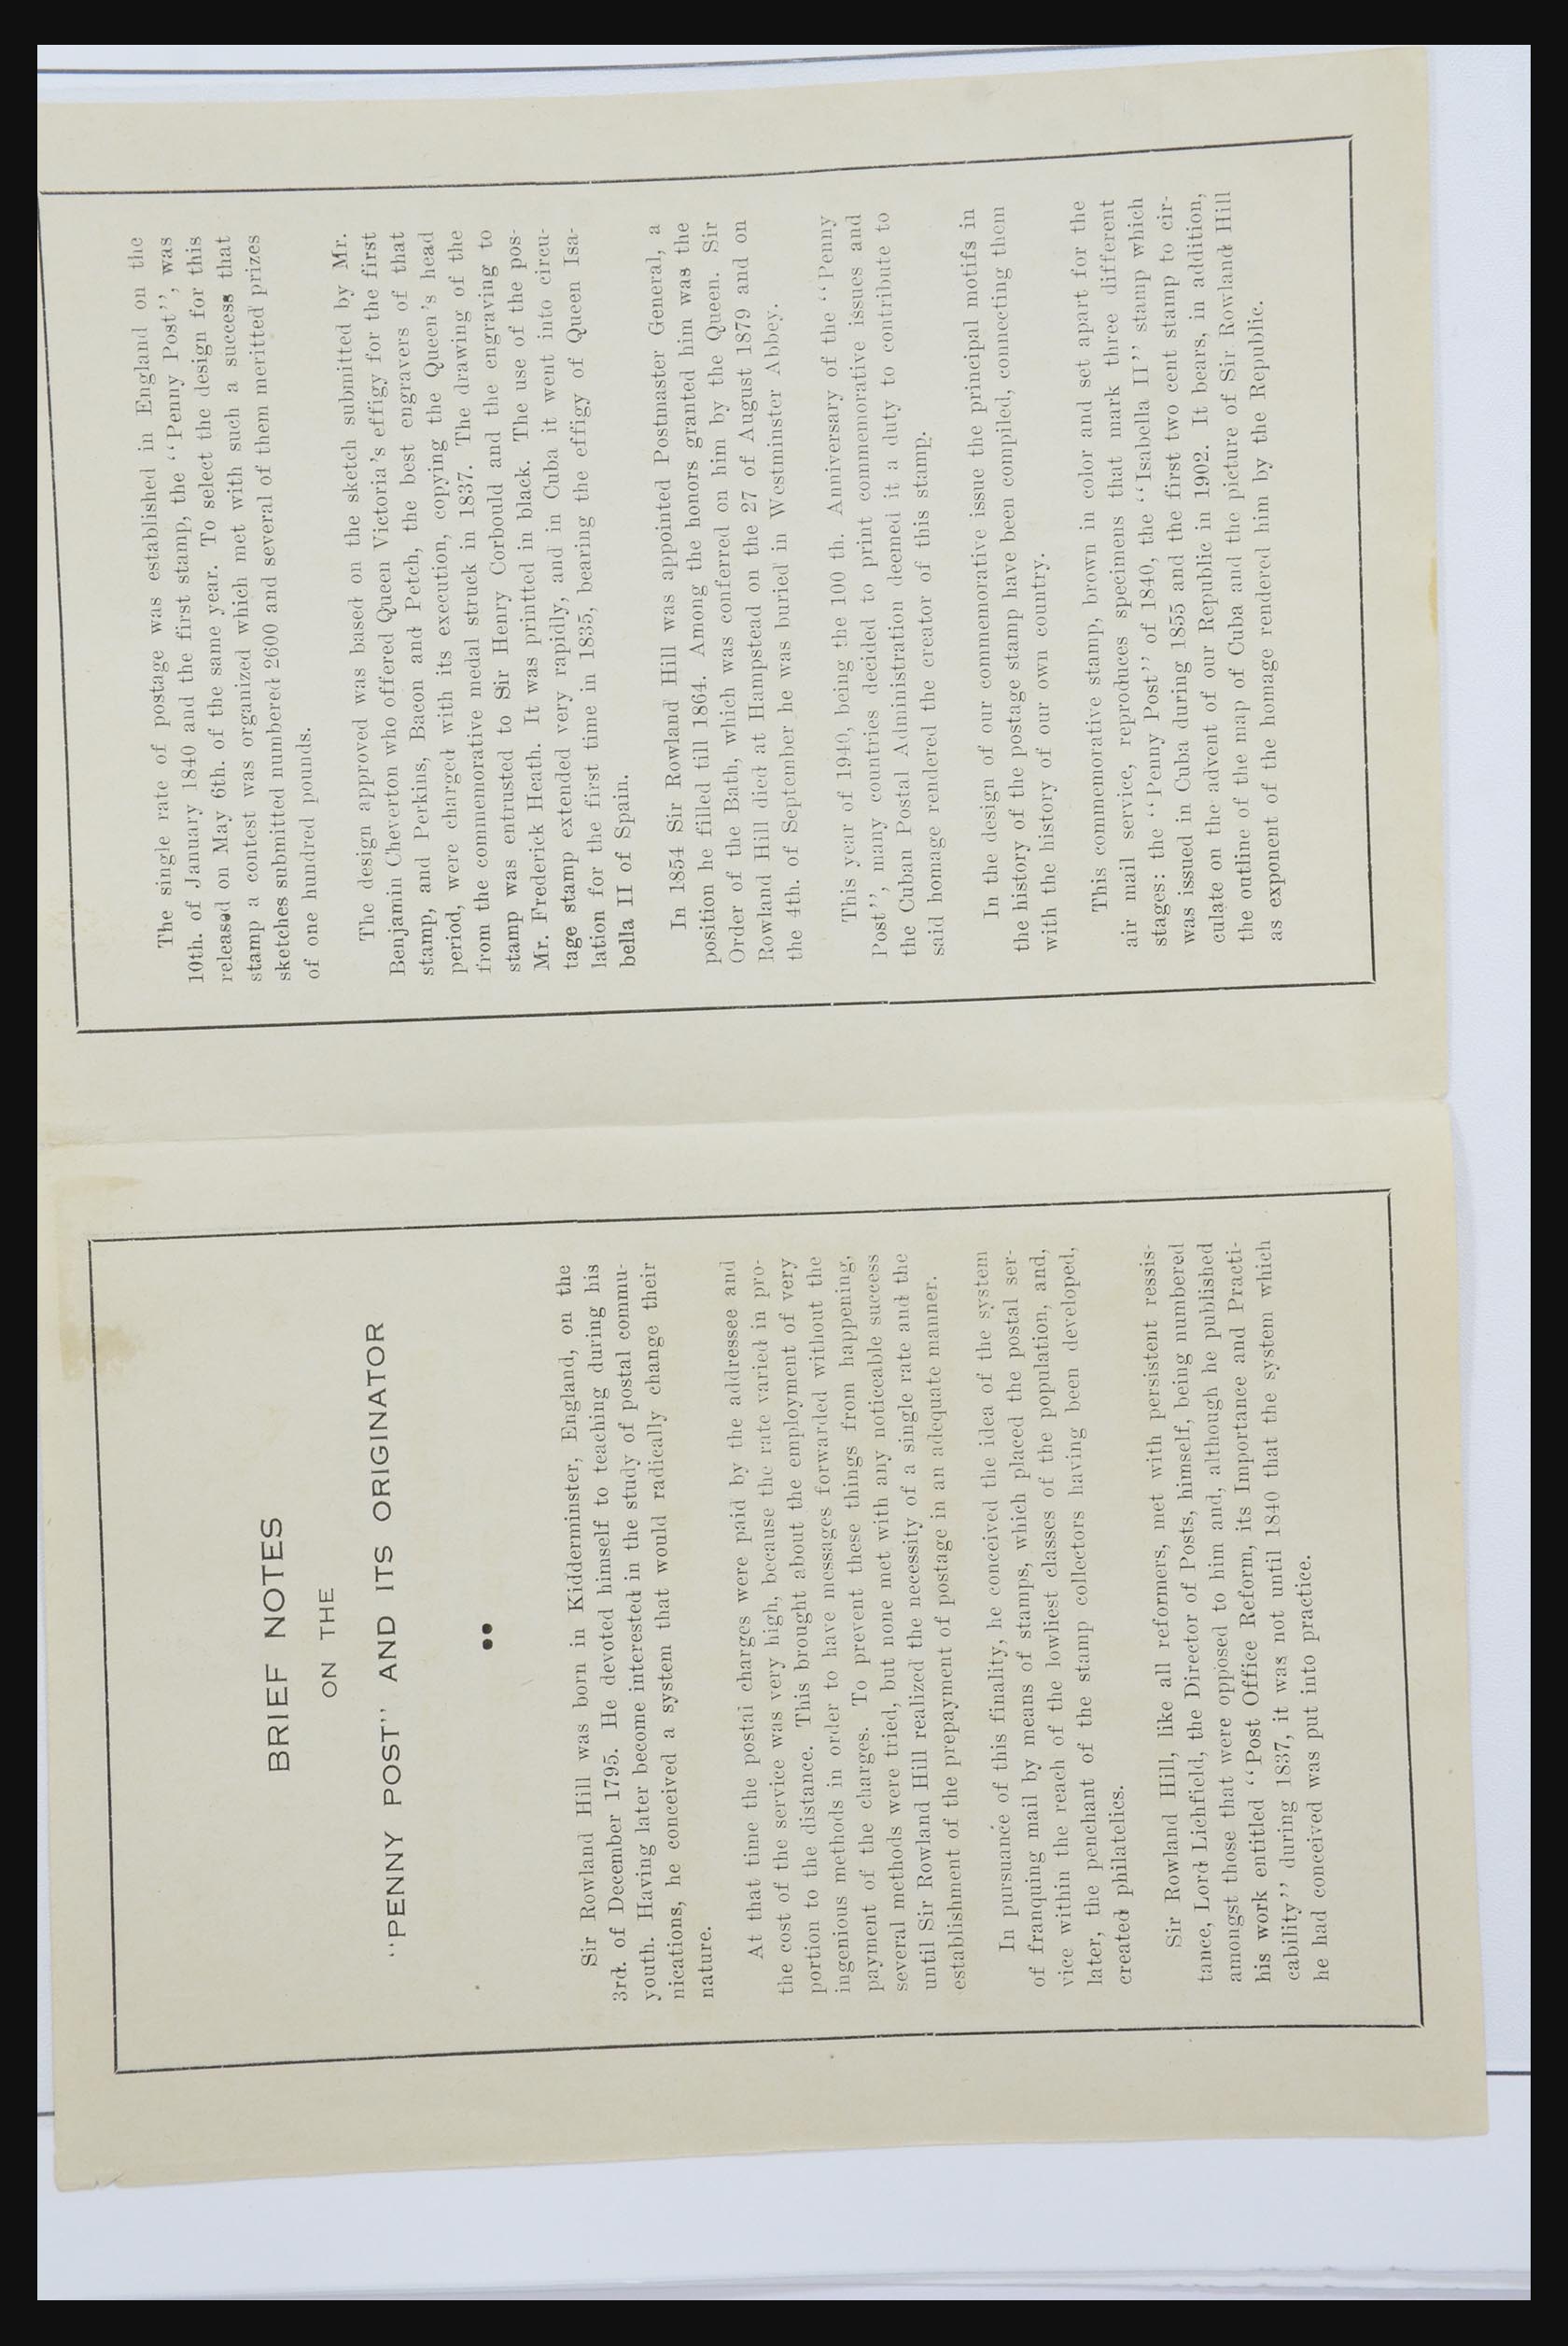 BRIEF NOTES
ON THE
"PENNY POST" AND ITS ORIGINATOR
Sir Rowland Hill was born in Kidderminster, England, on the
3rd. of December 1795. He devoted himself to teaching during his
youth. Having later become interested in the study of postal commu-
nications, he conceived a system that would radically change their
nature.
At that time the postal charges were paid by the addressee and
the cost of the service was very high, because the rate varied in pro-
portion to the distance. This brought about the employment of very
ingenious methods in order to have messages forwarded without the
payment of the charges. To prevent these things from happening,
several methods were tried, but none met with any noticeable success
until Sir Rowland Hill realized the necessity of a single rate and the
establishment of the prepayment of postage in an adequate manner.
In pursuance of this finality, he conceived the idea of the system
of franquing mail by means of stamps, which placed the postal ser-
vice within the reach of the lowliest classes of the population, and,
later, the penchant of the stamp collectors having been developed,
created philatelics.
Sir Rowland Hill, like all reformers, met with persistent ressis-
tance, Lord Lichfield, the Director of Posts, himself, being numbered
amongst those that were opposed to him and, although he published
his work entitled "Post Office Reform, its Importance and Practi-
cability" during 1837, it was not until 1840 that the system which
he had conceived was put into practice.
The single rate of postage was established in England on the
10th. of January 1840 and the first stamp, the "Penny Post", was
released on May 6th. of the same year. To select the design for this
stamp a contest was organized which met with such a success that
sketches submitted numbered 2600 and several of them meritted prizes
of one hundred pounds.
The design approved was based on the sketch submitted by Mr.
Benjamin Cheverton who offered Queen Victoria's effigy for the first
stamp, and Perkins, Bacon and Petch, the best engravers of that
period, were charged with its execution, copying the Queen's head
from the commemorative medal struck in 1837. The drawing of the
stamp was entrusted to Sir Henry Corbould and the engraving to
Mr. Frederick Heath. It was printted in black. The use of the pos-
tage stamp extended very rapidly, and in Cuba it went into circu-
lation for the first time in 1835, bearing the effigy of Queen Isa-
bella II of Spain.
In 1854 Sir Rowland Hill was appointed Postmaster General, a
position he filled till 1864. Among the honors granted him was the
Order of the Bath, which was conferred on him by the Queen. Sir
Rowland Hill died at Hampstead on the 27 of August 1879 and on
the 4th. of September he was buried in Westminster Abbey.
This year of 1940, being the 100 th. Anniversary of the "Penny
Post", many countries decided to print commemorative issues and
the Cuban Postal Administration deemed it a duty to contribute to
said homage rendered the creator of this stamp.
In the design of our commemorative issue the principal motifs in
the history of the postage stamp have been compiled, connecting them
with the history of our own country.
This commemorative stamp, brown in color and set apart for the
air mail service, reproduces specimens that mark three different
stages: the "Penny Post" of 1840, the "Isabella II" stamp which
was issued in Cuba during 1855 and the first two cent stamp to cir-
culate on the advent of our Republic in 1902. It bears, in addition,
the outline of the map of Cuba and the picture of Sir Rowland Hill
as exponent of the homage rendered him by the Republic.